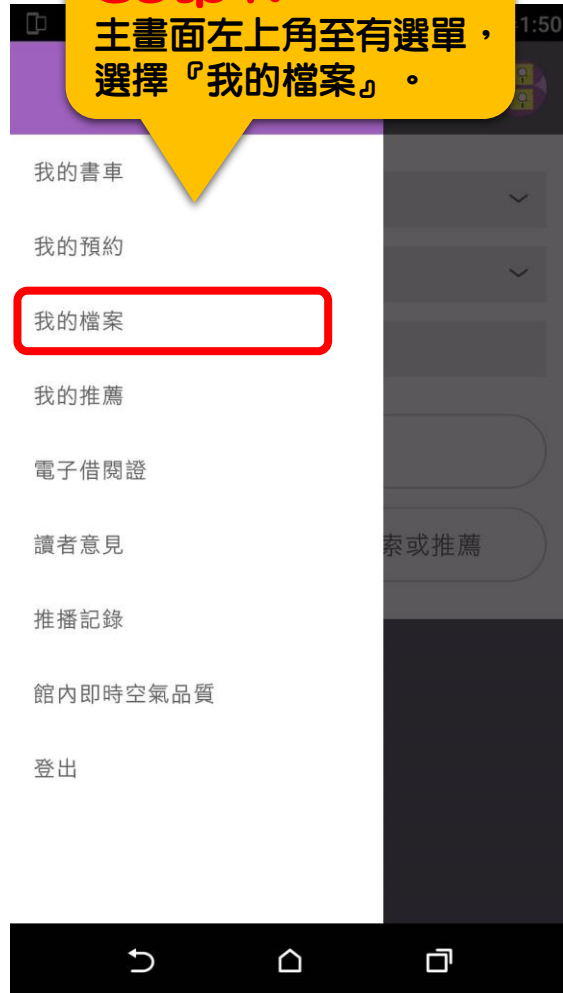 1:50
主畫面左上角至有選單，
選擇『我的檔案』。
我的書車
我的預約
我的檔案
我的推薦
電子借閱證
讀者意見
索或推薦
推播記錄
館內即時空氣品質
登出